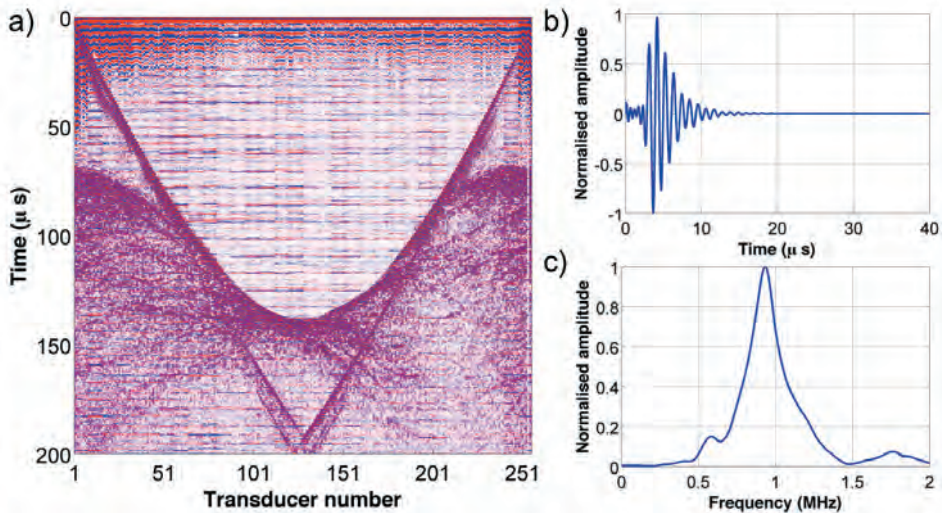 a)
0
50
100
150
200
Time (μ s)
1 51 101 151 201 251
Transducer number
b)
1
0.5
0
-0.5
-1
Normalised amplitude
0 10 20 30 40
Time (μ s)
c)
1
0.8
0.6
0.4
0.2
0
Normalised amplitude
0 0.5 1 1.5 2
Frequency (MHz)